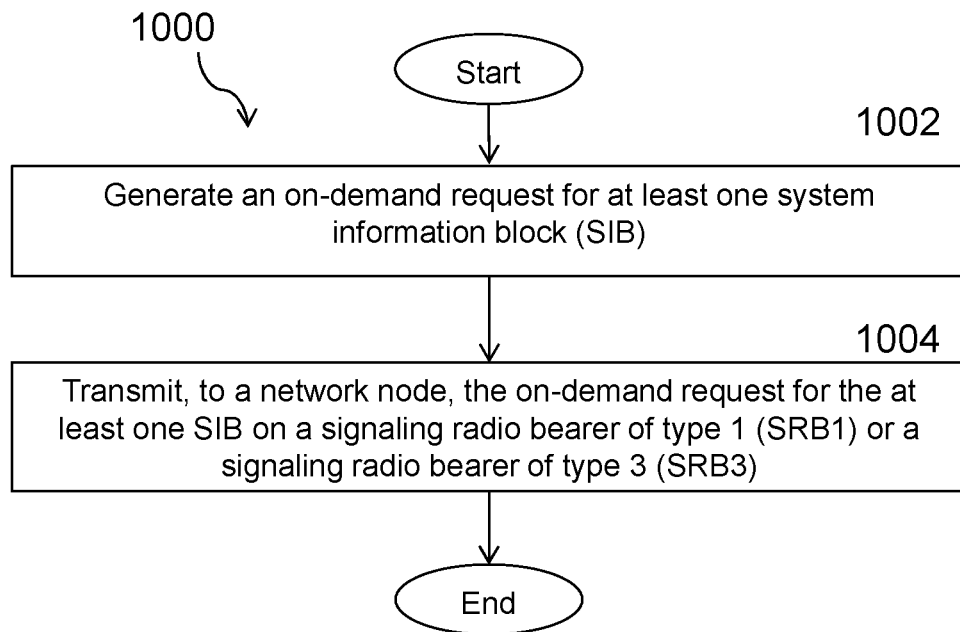 1000
Start
1002
Generate an on-demand request for at least one system
information block (SIB)
1004
Transmit, to a network node, the on-demand request for the at
least one SIB on a signaling radio bearer of type 1 (SRB1) or a
signaling radio bearer of type 3 (SRB3)
End